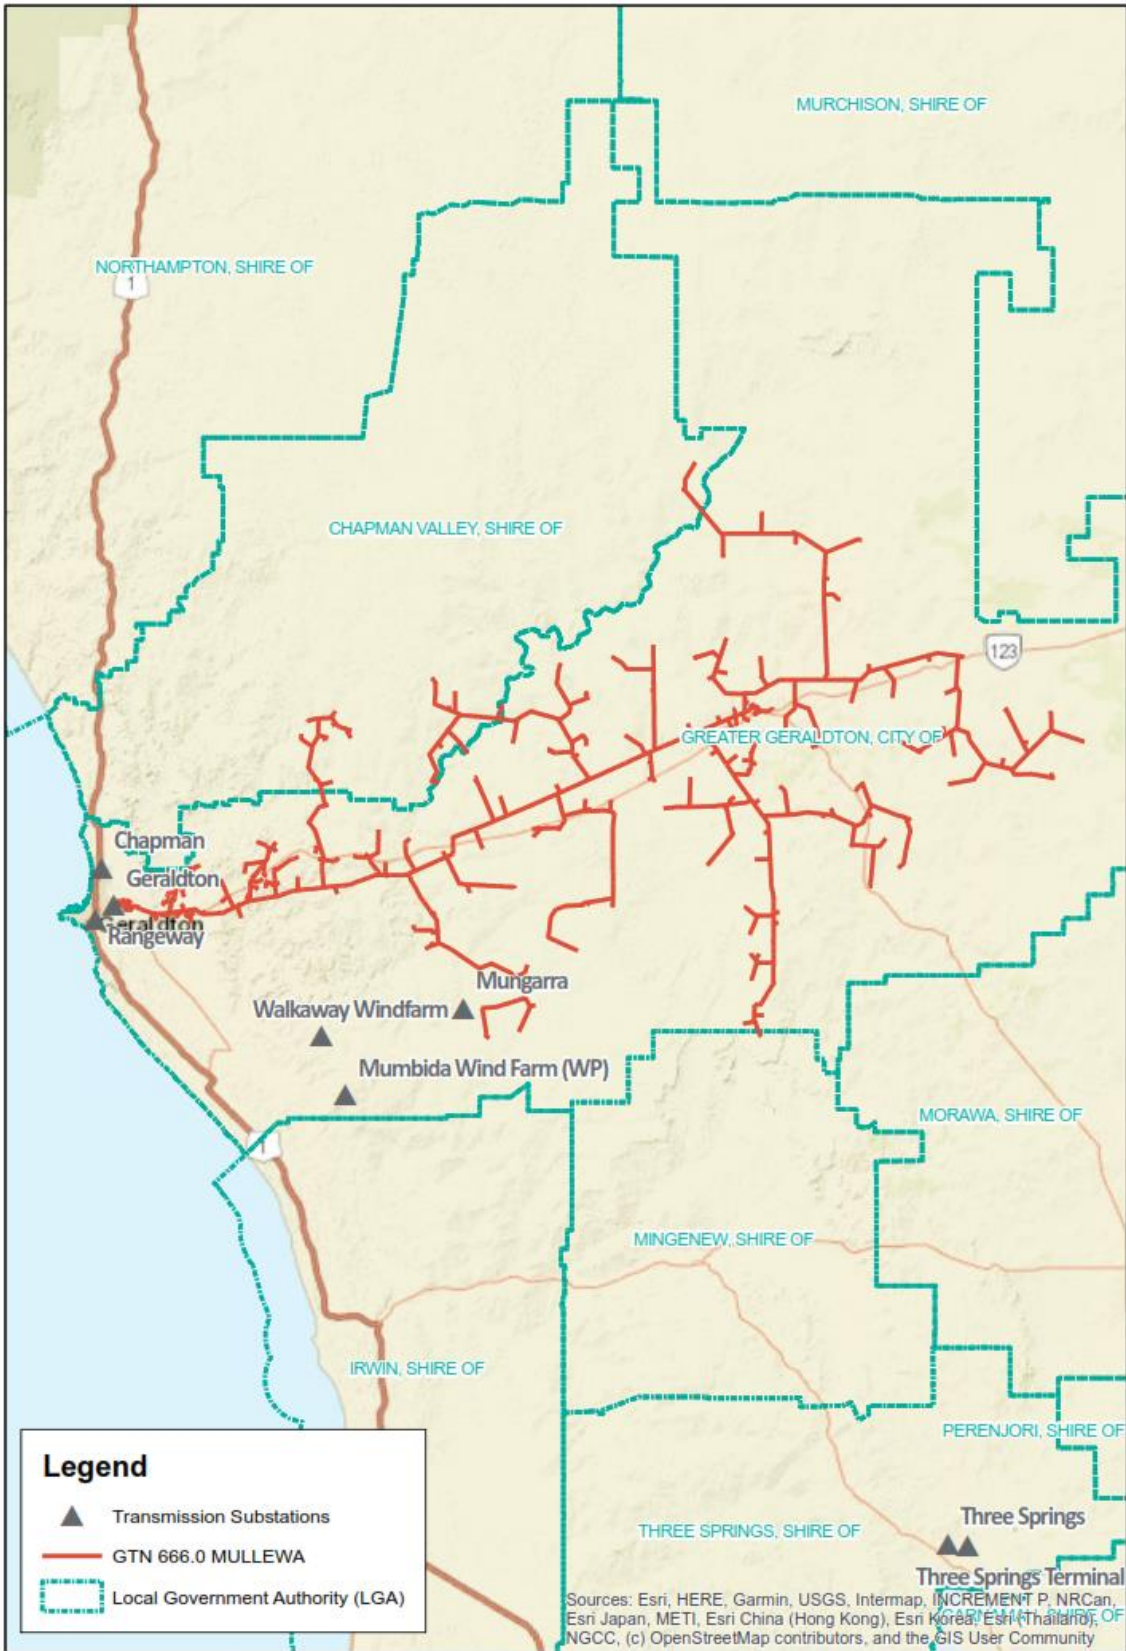 MURCHISON, SHIRE OF
NORTHAMPTON, SHIRE OF
1
CHAPMAN VALLEY, SHIRE OF
123
GREATER GERALDTON, CITY OF
Chapman
Geraldton
Geraldton
Rangeway
Mungarra
Walkaway Windfarm
Mumbida Wind Farm (WP)
MORAWA, SHIRE OF
1
MINGENEW, SHIRE OF
IRWIN, SHIRE OF
PERENJORI, SHIRE OF
Legend
Transmission Substations
GTN 666.0 MULLEWA
Local Government Authority (LGA)
Three Springs
THREE SPRINGS, SHIRE OF
Three Springs Terminal
CARNAMAH, SHIRE OF
Sources: Esri, HERE, Garmin, USGS, Intermap, INCREMENT P, NRCan,
Esri Japan, METI, Esri China (Hong Kong), Esri Korea, Esri (Thailand),
NGCC, (c) OpenStreetMap contributors, and the GIS User Community